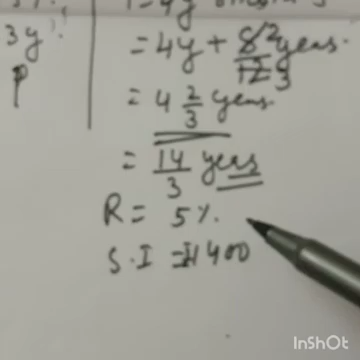 3y
P
= 4y + 8/12 2/3 years.
= 4 2/3 years
= 14/3 years
R = 5%.
S.I = 1400
InShOt